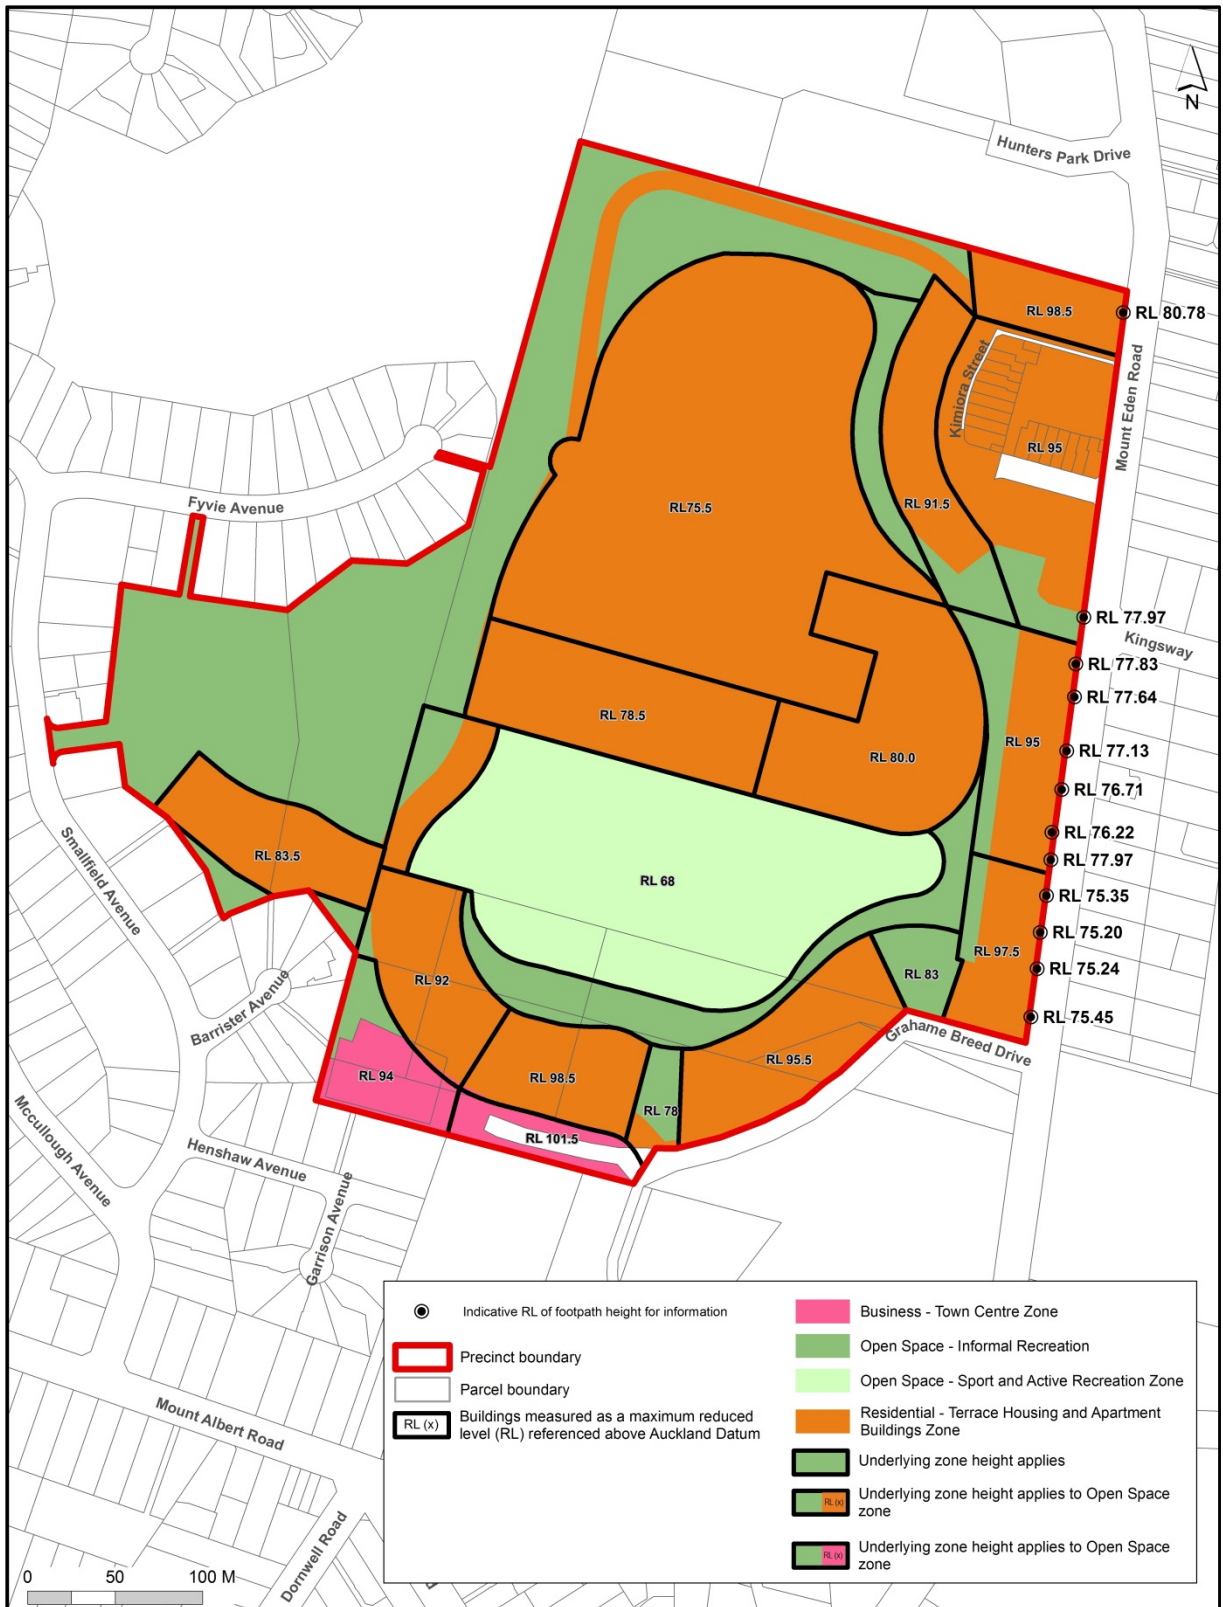 N
Hunters Park Drive
RL 98.5
RL 80.78
Kimiora Street
Mount Eden Road
RL 95
Fyvie Avenue
RL75.5
RL 91.5
RL 77.97
Kingsway
RL 77.83
RL 77.64
RL 78.5
RL 95
RL 77.13
RL 80.0
RL 76.71
RL 76.22
RL 83.5
RL 77.97
Smallfield Avenue
RL 68
RL 75.35
RL 75.20
RL 97.5
RL 92
RL 83
RL 75.24
Barrister Avenue
RL 75.45
Grahame Breed Drive
RL 95.5
RL 94
RL 98.5
RL 78
RL 101.5
Mccullough Avenue
Henshaw Avenue
Garrison Avenue
Indicative RL of footpath height for information
Precinct boundary
Parcel boundary
RL (x)
Buildings measured as a maximum reduced
level (RL) referenced above Auckland Datum
Business - Town Centre Zone
Open Space - Informal Recreation
Open Space - Sport and Active Recreation Zone
Residential - Terrace Housing and Apartment
Buildings Zone
Underlying zone height applies
RL (x)
Underlying zone height applies to Open Space
zone
RL (x)
Underlying zone height applies to Open Space
zone
Mount Albert Road
Dornwell Road
0 50 100 M